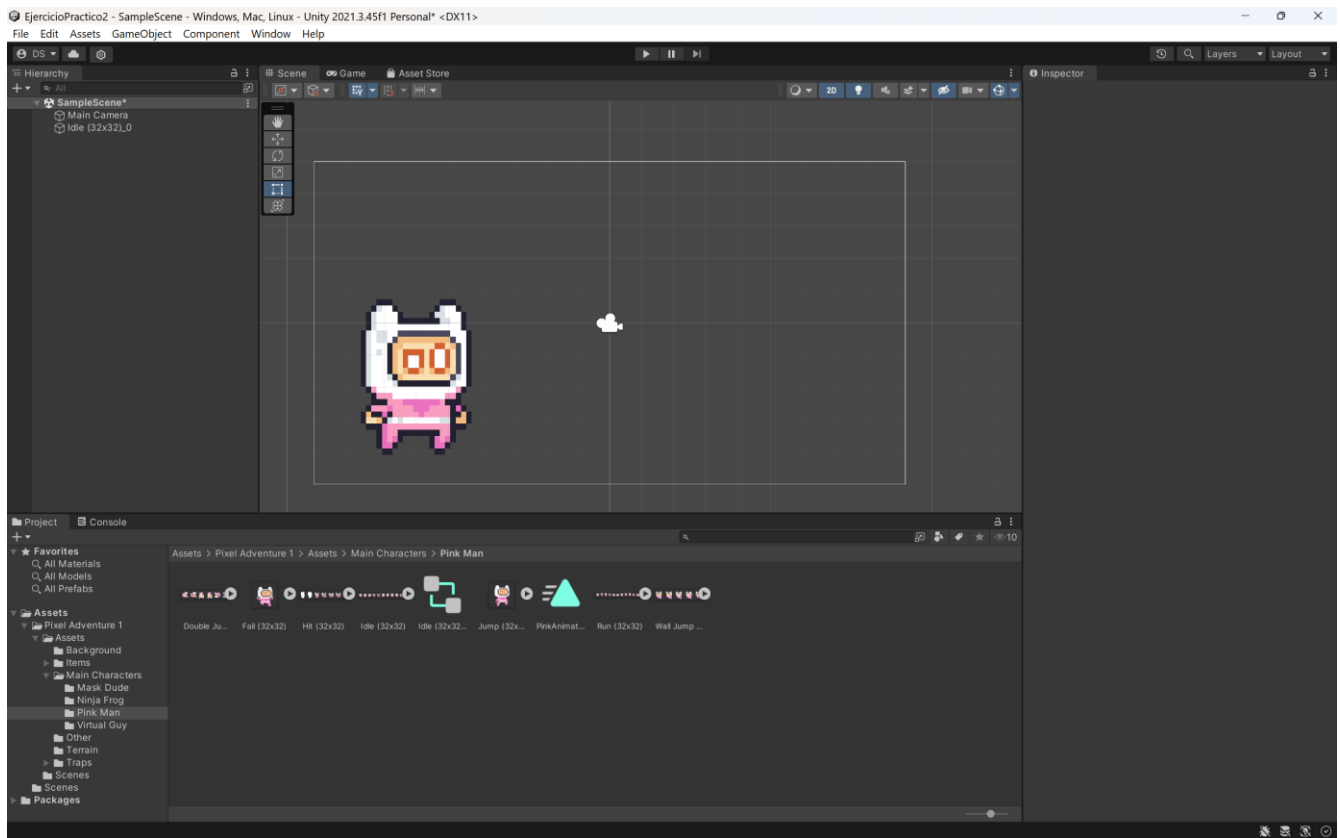 EjercicioPractico2 - SampleScene - Windows, Mac, Linux - Unity 2021.3.45f1 Personal* <DX11>
File Edit Assets GameObject Component Window Help
DS Layers Layout
Hierarchy Scene Game Asset Store Inspector
All 2D
SampleScene*
Main Camera
Idle (32x32)_0
Project Console
10
Favorites Assets > Pixel Adventure 1 > Assets > Main Characters > Pink Man
All Materials
All Models
All Prefabs
Assets
Double Ju... Fall (32x32) Hit (32x32) Idle (32x32) Idle (32x32... Jump (32x... PinkAnimat... Run (32x32) Wall Jump ...
Pixel Adventure 1
Assets
Background
Items
Main Characters
Mask Dude
Ninja Frog
Pink Man
Virtual Guy
Other
Terrain
Traps
Scenes
Scenes
Packages